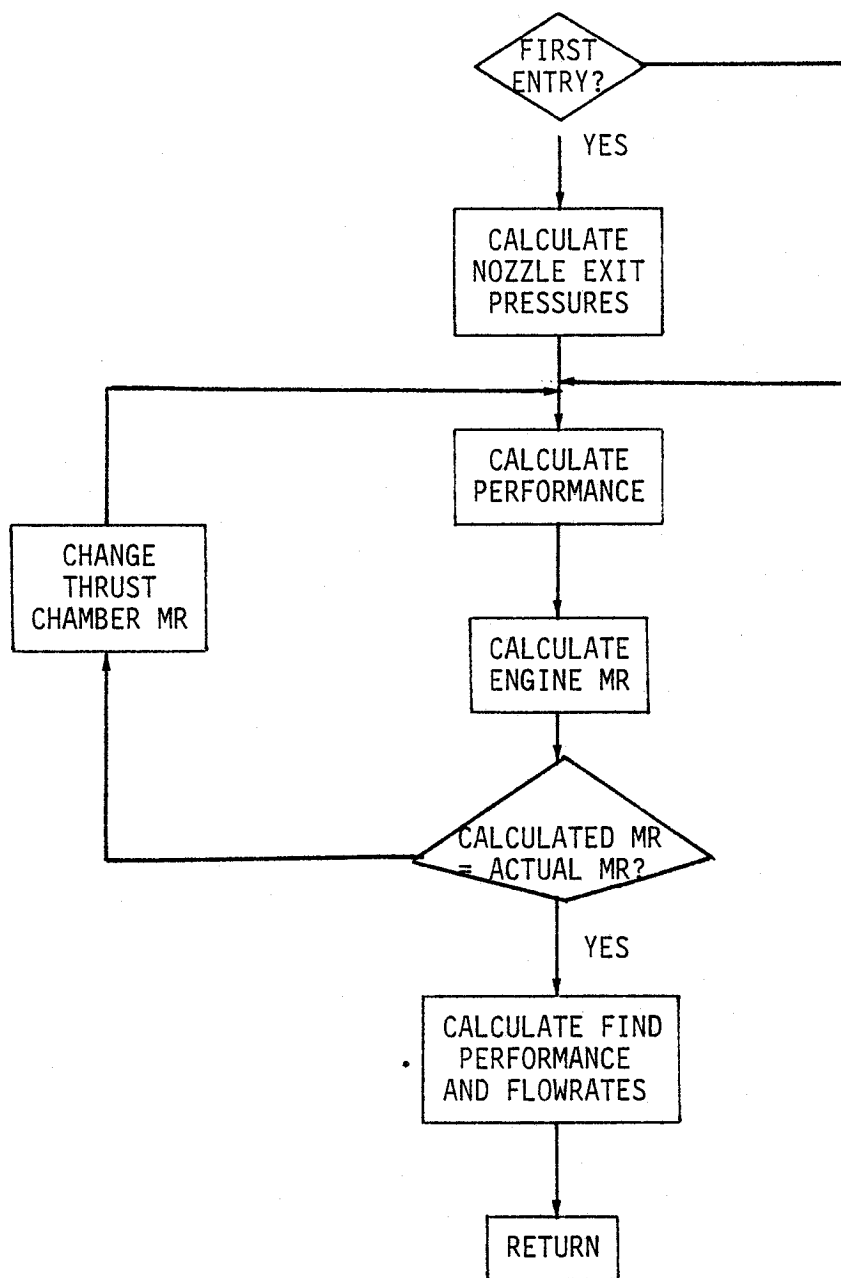 FIRST
ENTRY?
YES
CALCULATE
NOZZLE EXIT
PRESSURES
CALCULATE
PERFORMANCE
CHANGE
THRUST
CHAMBER MR
CALCULATE
ENGINE MR
CALCULATED MR
= ACTUAL MR?
YES
CALCULATE FIND
PERFORMANCE
AND FLOWRATES
RETURN